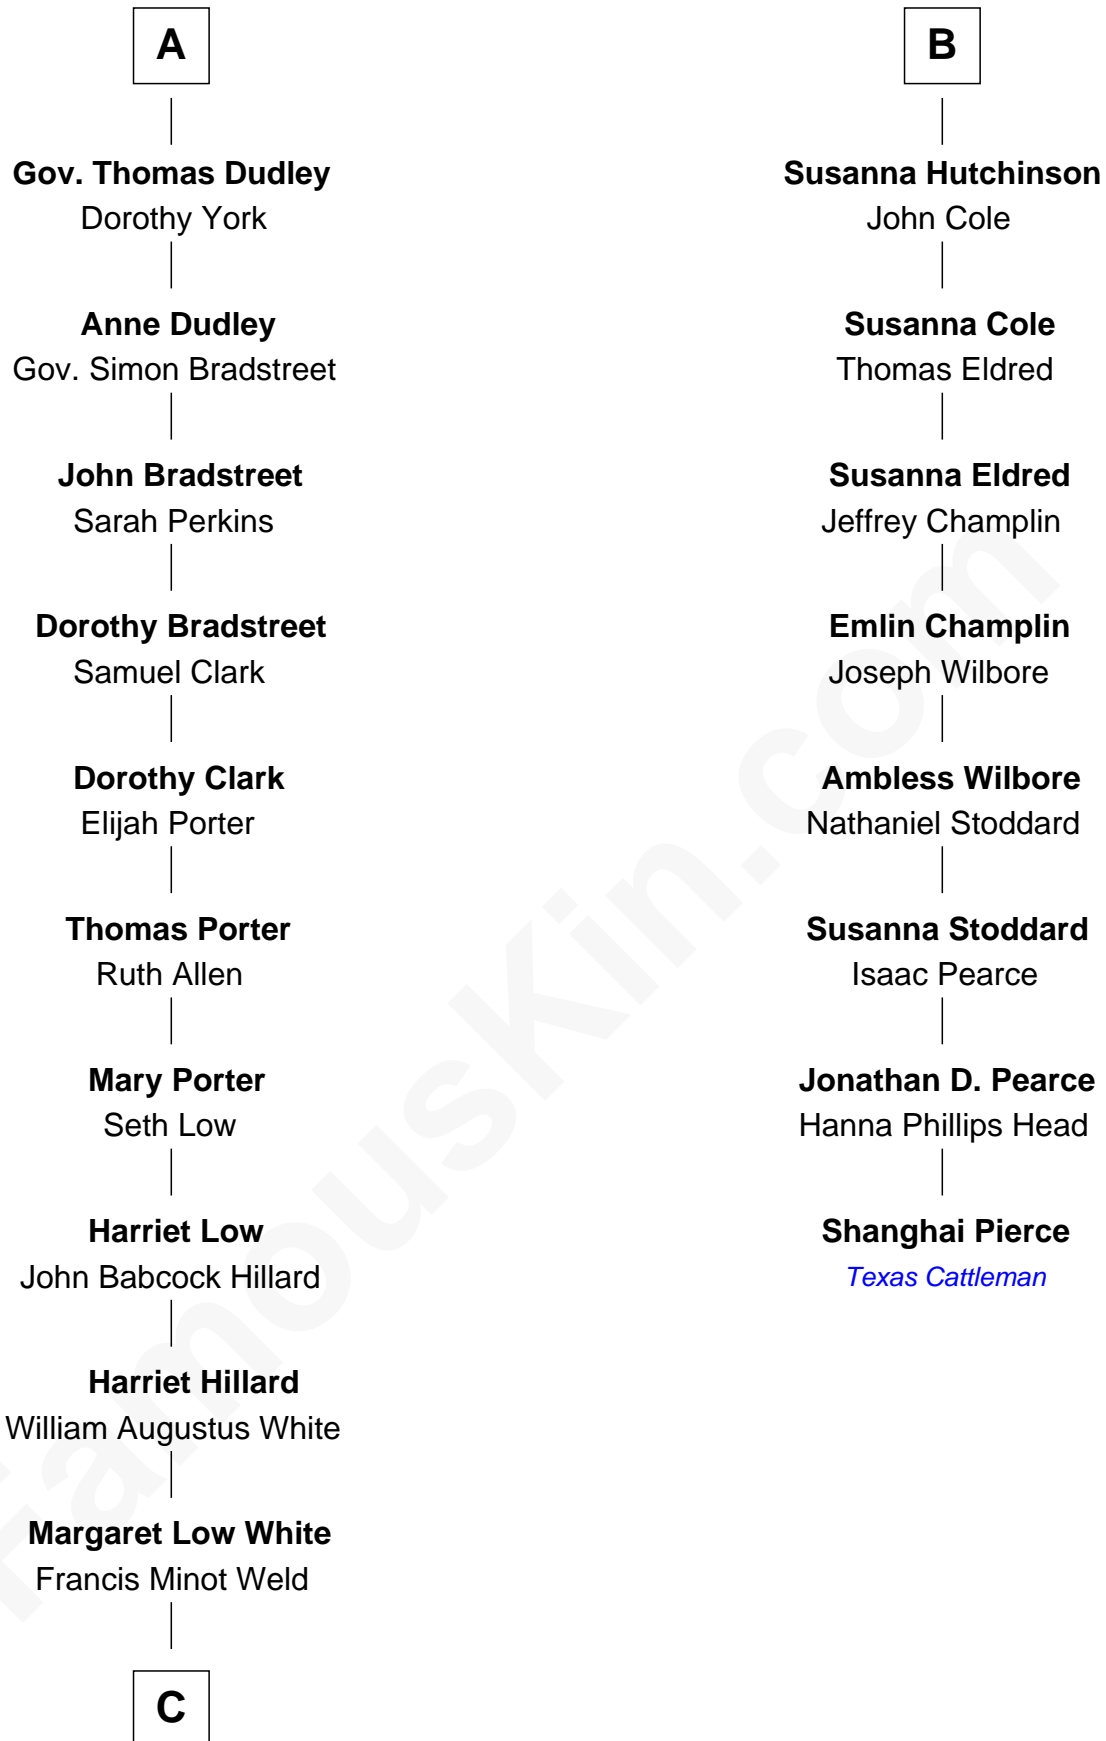 A
Gov. Thomas Dudley
Dorothy York
Anne Dudley
Gov. Simon Bradstreet
John Bradstreet
Sarah Perkins
Dorothy Bradstreet
Samuel Clark
Dorothy Clark
Elijah Porter
Thomas Porter
Ruth Allen
Mary Porter
Seth Low
Harriet Low
John Babcock Hillard
Harriet Hillard
William Augustus White
Margaret Low White
Francis Minot Weld
C
B
Susanna Hutchinson
John Cole
Susanna Cole
Thomas Eldred
Susanna Eldred
Jeffrey Champlin
Emlin Champlin
Joseph Wilbore
Ambless Wilbore
Nathaniel Stoddard
Susanna Stoddard
Isaac Pearce
Jonathan D. Pearce
Hanna Phillips Head
Shanghai Pierce
Texas Cattleman
FamousKin.com